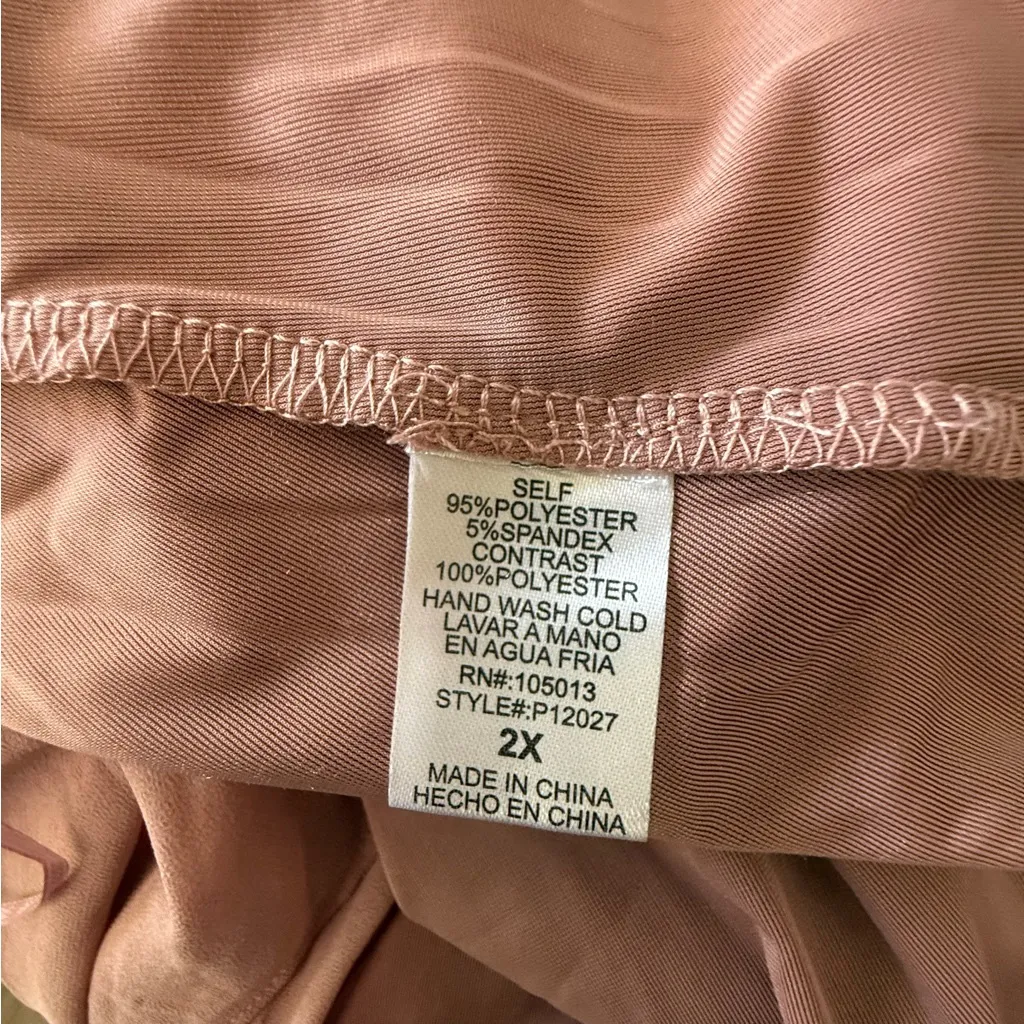 SELF
95%POLYESTER
5%SPANDEX
CONTRAST
100%POLYESTER
HAND WASH COLD
LAVAR A MANO
EN AGUA FRIA
RN#:105013
STYLE#:P12027
2X
MADE IN CHINA
HECHO EN CHINA